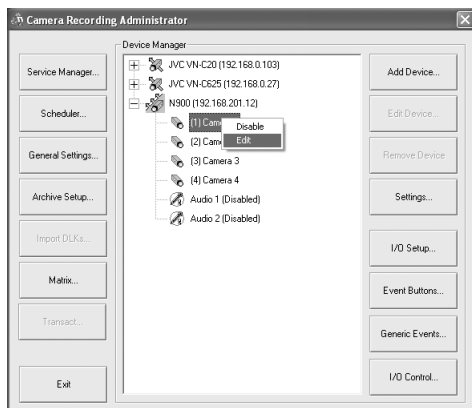 Camera Recording Administrator
Device Manager
Service Manager...
Scheduler...
General Settings...
Archive Setup...
Import DLKs...
Matrix...
Transact...
Exit
JVC VN-C20 (192.168.0.103)
JVC VN-C625 (192.168.0.27)
N900 (192.168.201.12)
(1) Came
Disable
Edit
(2) Came
(3) Camera 3
(4) Camera 4
Audio 1 (Disabled)
Audio 2 (Disabled)
Add Device...
Edit Device...
Remove Device
Settings...
I/O Setup...
Event Buttons...
Generic Events...
I/O Control...